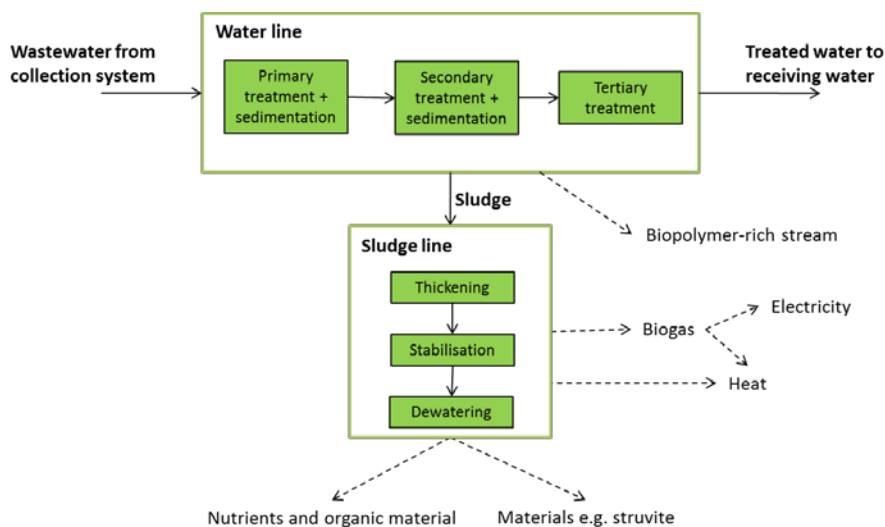 Water line
Wastewater from
collection system
Primary
treatment +
sedimentation
Secondary
treatment +
sedimentation
Tertiary
treatment
Treated water to
receiving water
Sludge
Biopolymer-rich stream
Sludge line
Thickening
Stabilisation
Dewatering
Biogas
Electricity
Heat
Nutrients and organic material
Materials e.g. struvite